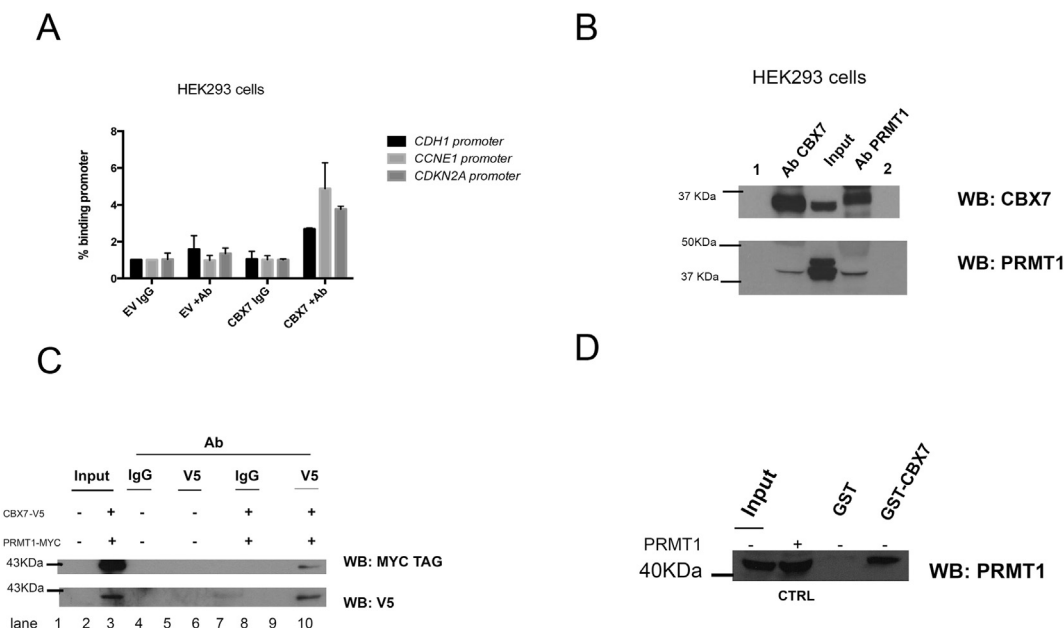 A
HEK293 cells
% binding promoter
8
6
4
2
0
EV IgG
EV +Ab
CBX7 IgG
CBX7 +Ab
CDH1 promoter
CCNE1 promoter
CDKN2A promoter
B
HEK293 cells
1
Ab CBX7
Input
Ab PRMT1
2
37 KDa
WB: CBX7
50KDa
WB: PRMT1
37 KDa
C
Ab
Input IgG V5 IgG V5
CBX7-V5 - + - - + +
PRMT1-MYC - + - - + +
43KDa
WB: MYC TAG
43KDa
WB: V5
lane 1 2 3 4 5 6 7 8 9 10
D
Input
GST
GST-CBX7
PRMT1 - + - -
40KDa
WB: PRMT1
CTRL